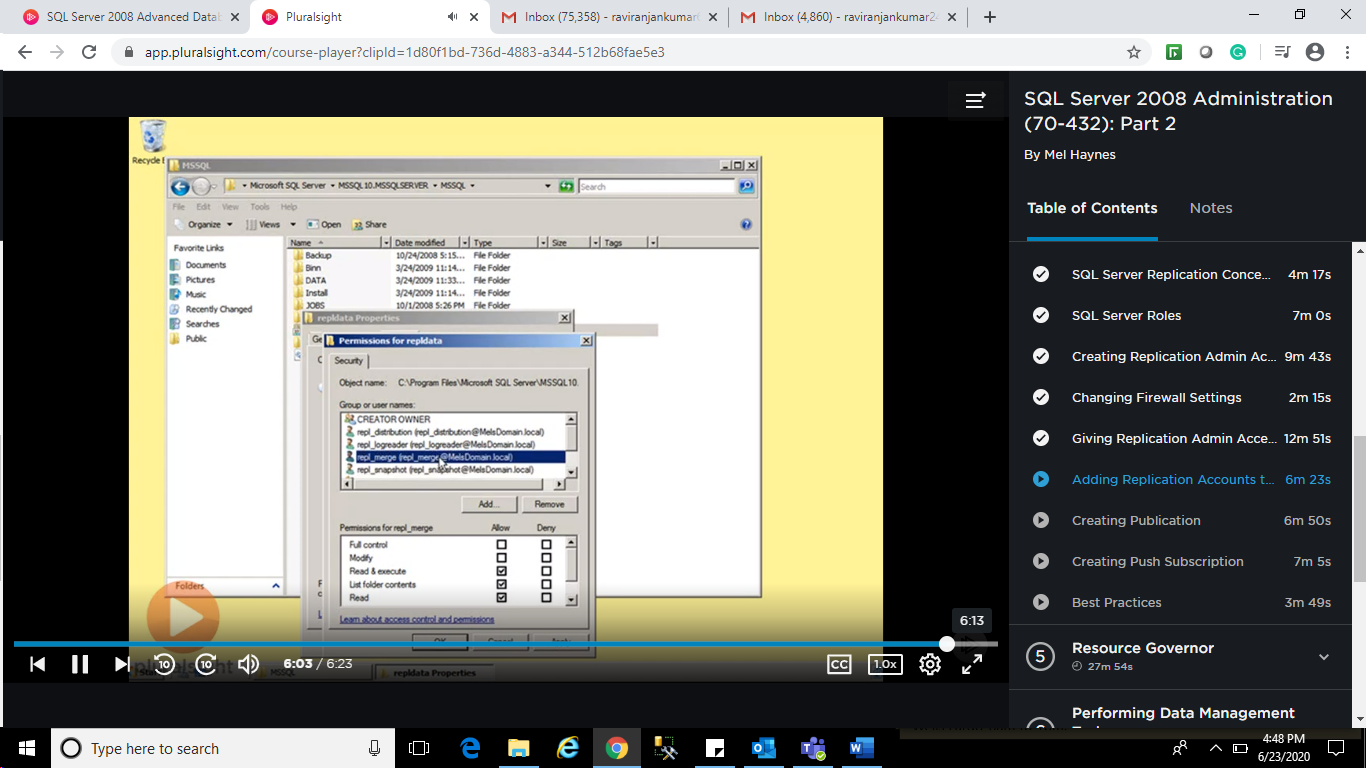 SQL Server 2008 Advanced Datab
Pluralsight
Inbox (75,358) - raviranjankumar
Inbox (4,860) - raviranjankumar2
app.pluralsight.com/course-player?clipId=1d80f1bd-736d-4883-a344-512b68fae5e3
Recycle
MSSQL
Microsoft SQL Server MSSQL10.MSSQLSERVER MSSQL
Search
File Edit View Tools Help
Organize Views Open Share
Favorite Links
Documents
Pictures
Music
Recently Changed
Searches
Public
Folders
Name Date modified Type Size Tags
Backup 10/24/2008 5:15... File Folder
Binn 3/24/2009 11:14... File Folder
DATA 3/24/2009 11:33... File Folder
Install 3/24/2009 11:14... File Folder
JOBS 10/1/2008 5:26 PM File Folder
repldata Properties
Ge
Permissions for repldata
Security
Object name: C:\Program Files\Microsoft SQL Server\MSSQL10.
Group or user names:
CREATOR OWNER
repl_distribution (repl_distribution@MelsDomain.local)
repl_logreader (repl_logreader@MelsDomain.local)
repl_merge (repl_merge@MelsDomain.local)
repl_snapshot (repl_snapshot@MelsDomain.local)
Add... Remove
Permissions for repl_merge Allow Deny
Full control
Modify
Read & execute
List folder contents
Read
Learn about access control and permissions
OK Cancel Apply
MSSQL
repldata Properties
pluralsight
6:13
10 10 6:03 / 6:23 CC 1.0x
SQL Server 2008 Administration
(70-432): Part 2
By Mel Haynes
Table of Contents Notes
SQL Server Replication Conce... 4m 17s
SQL Server Roles 7m 0s
Creating Replication Admin Ac... 9m 43s
Changing Firewall Settings 2m 15s
Giving Replication Admin Acce... 12m 51s
Adding Replication Accounts t... 6m 23s
Creating Publication 6m 50s
Creating Push Subscription 7m 5s
Best Practices 3m 49s
5 Resource Governor
27m 54s
Performing Data Management
Type here to search
4:48 PM
6/23/2020